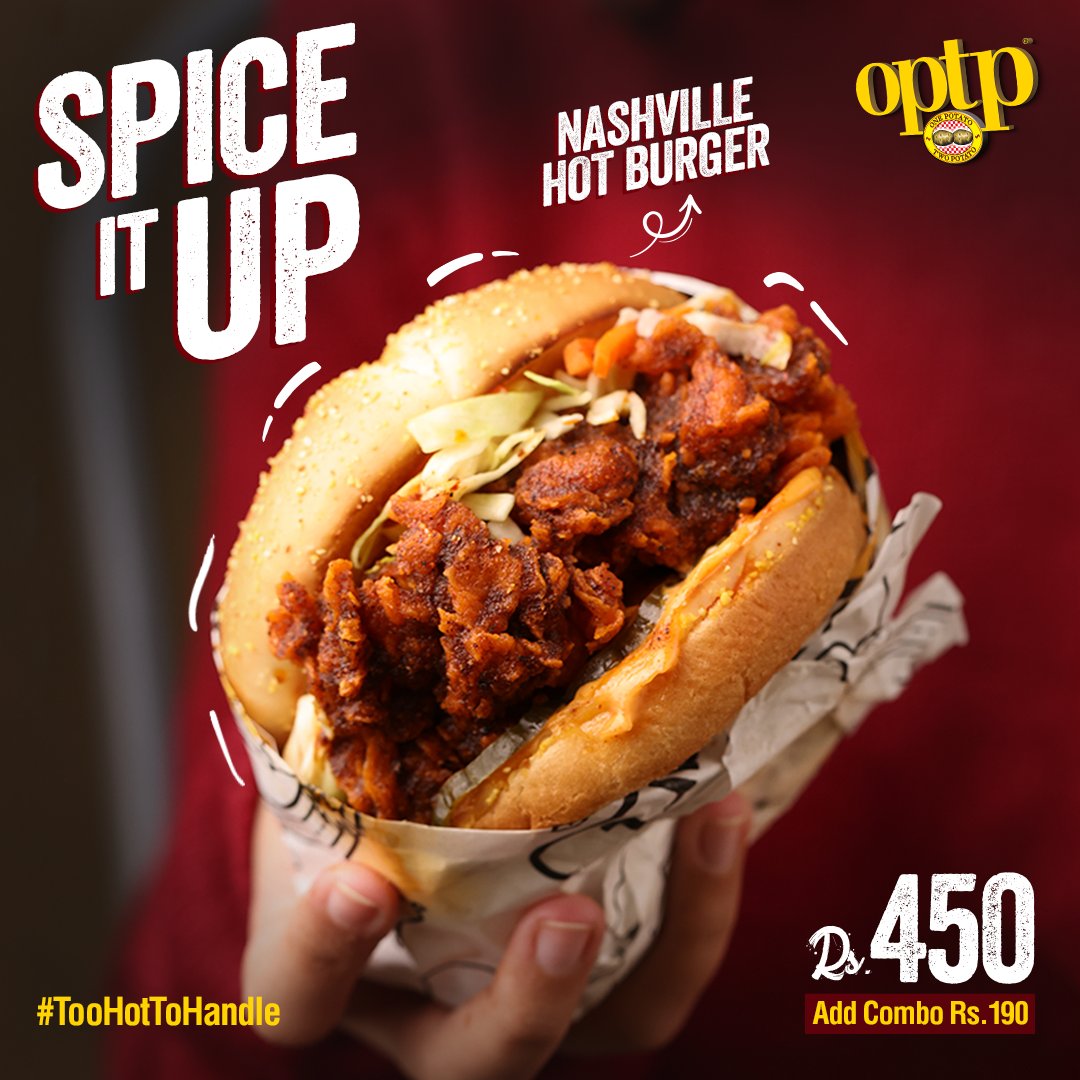 SPICE
IT UP
NASHVILLE
HOT BURGER
optp
ONE POTATO
TWO POTATO
Rs.450
Add Combo Rs.190
#TooHotToHandle